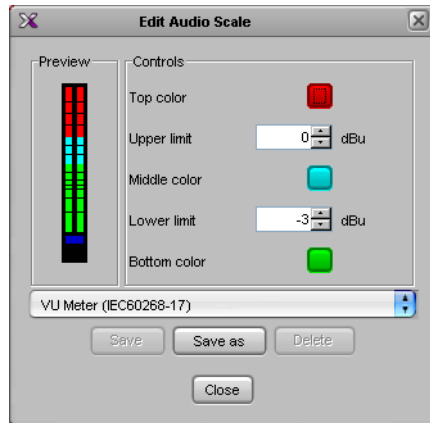 Edit Audio Scale
Preview
Controls
Top color
Upper limit 0 dBu
Middle color
Lower limit -3 dBu
Bottom color
VU Meter (IEC60268-17)
Save Save as Delete
Close